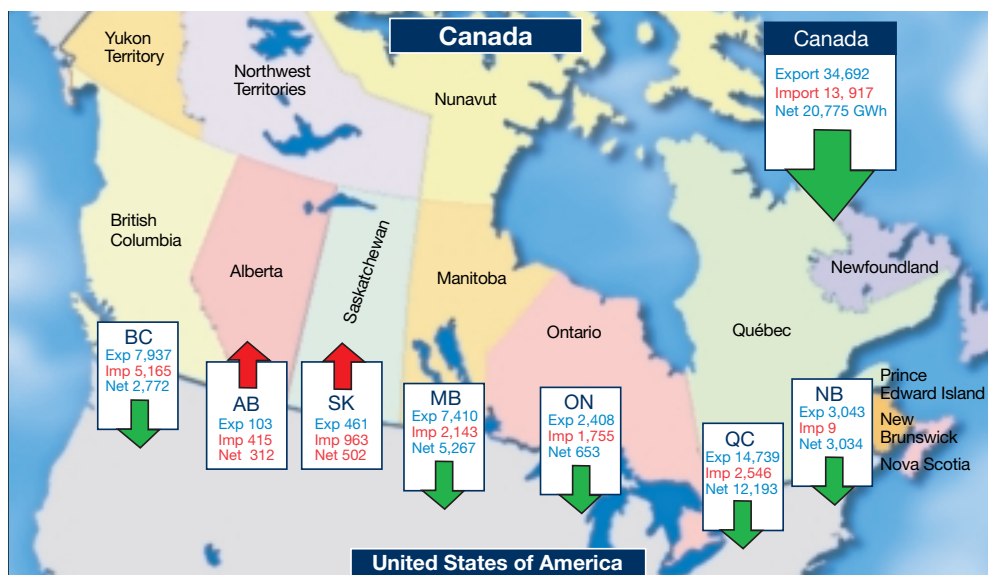 Canada
Yukon
Territory
Northwest
Territories
Nunavut
Canada
Export 34,692
Import 13, 917
Net 20,775 GWh
British
Columbia
Alberta
Saskatchewan
Manitoba
Ontario
Québec
Newfoundland
Prince
Edward Island
New
Brunswick
Nova Scotia
BC
Exp 7,937
Imp 5,165
Net 2,772
AB
Exp 103
Imp 415
Net 312
SK
Exp 461
Imp 963
Net 502
MB
Exp 7,410
Imp 2,143
Net 5,267
ON
Exp 2,408
Imp 1,755
Net 653
QC
Exp 14,739
Imp 2,546
Net 12,193
NB
Exp 3,043
Imp 9
Net 3,034
United States of America